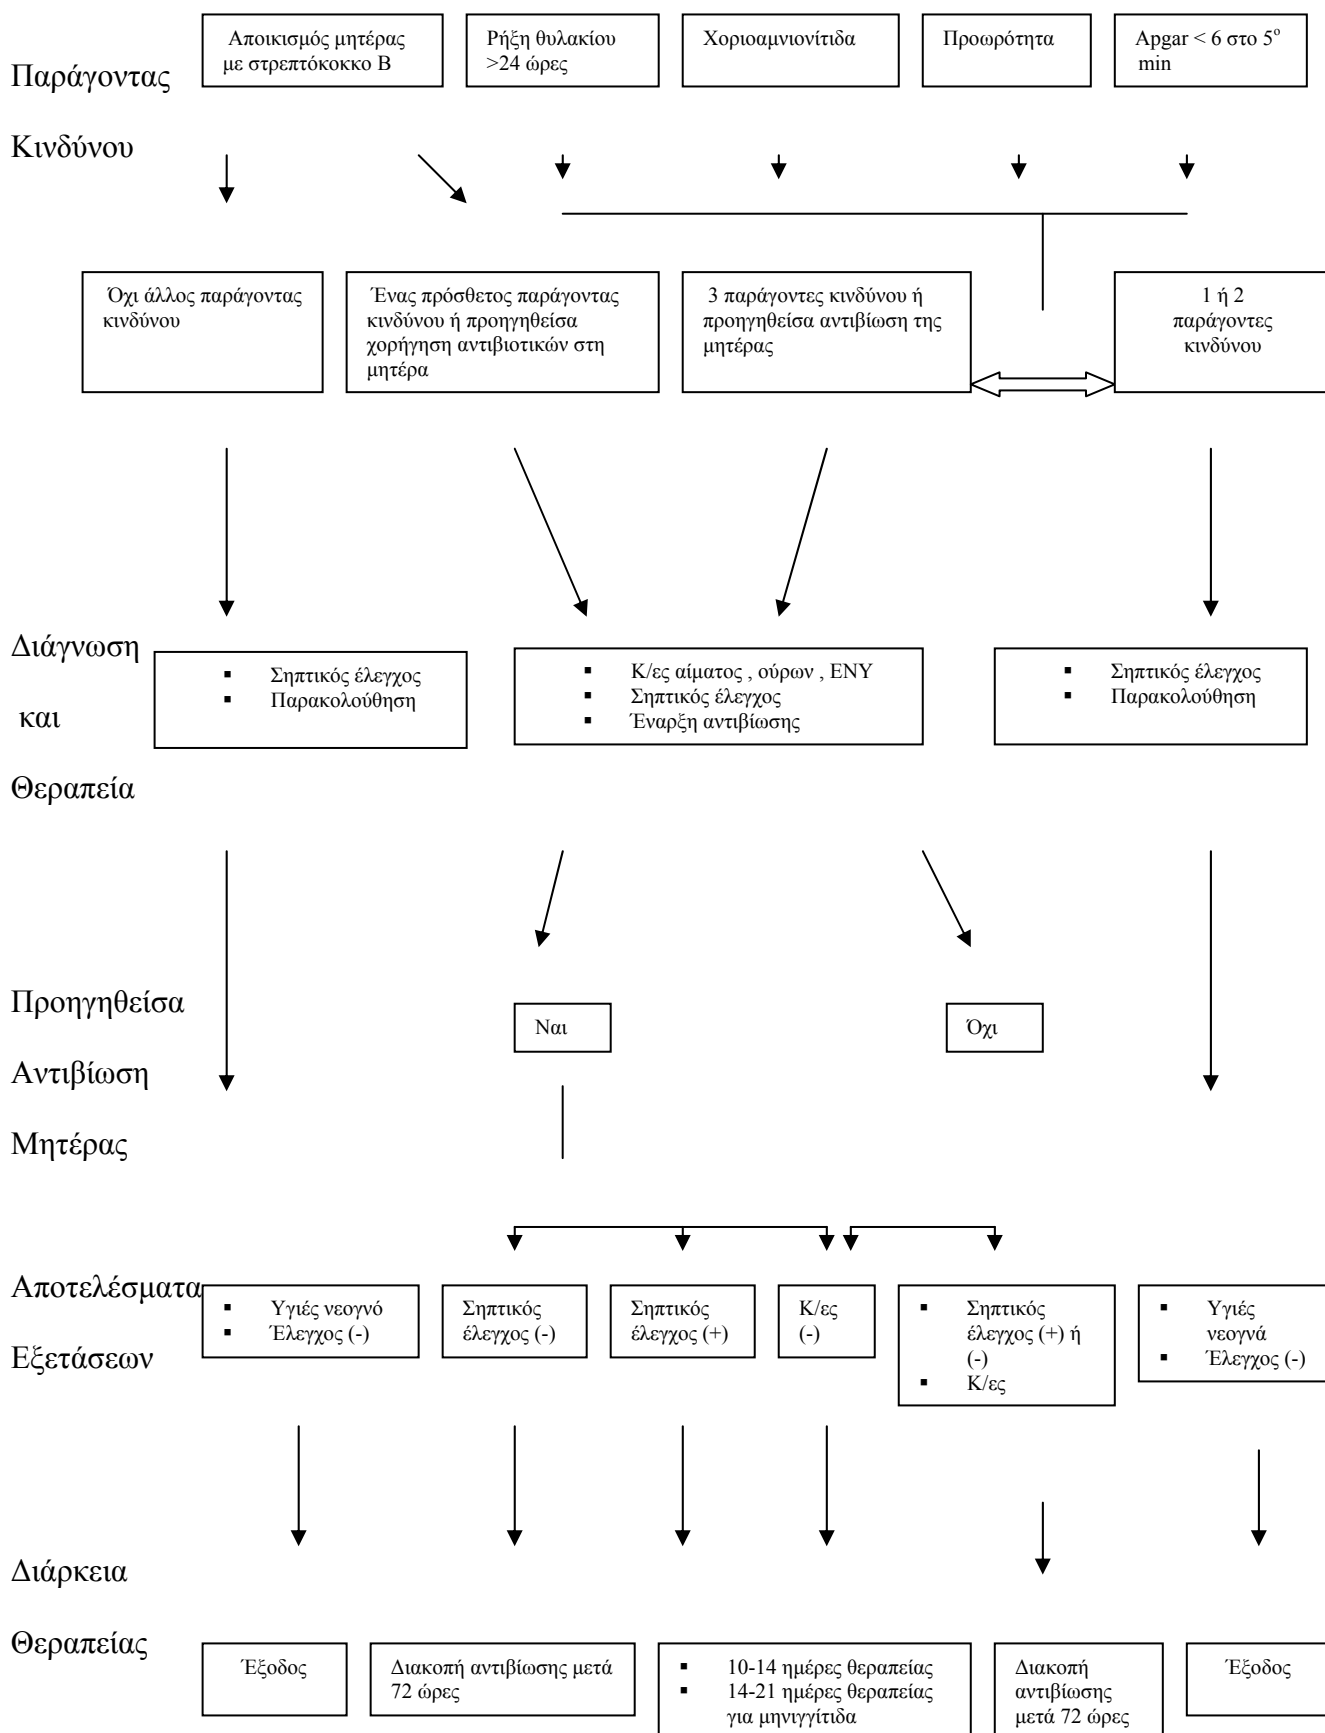 Παράγοντας
Κινδύνου
Αποικισμός μητέρας
με στρεπτόκοκκο Β
Ρήξη θυλακίου
>24 ώρες
Χοριοαμνιονίτιδα
Προωρότητα
Apgar < 6 στο 5ο
min
Όχι άλλος παράγοντας
κινδύνου
Ένας πρόσθετος παράγοντας
κινδύνου ή προηγηθείσα
χορήγηση αντιβιοτικών στη
μητέρα
3 παράγοντες κινδύνου ή
προηγηθείσα αντιβίωση της
μητέρας
1 ή 2
παράγοντες
κινδύνου
Διάγνωση
και
Θεραπεία
▪ Σηπτικός έλεγχος
▪ Παρακολούθηση
▪ Κ/ες αίματος , ούρων , ΕΝΥ
▪ Σηπτικός έλεγχος
▪ Έναρξη αντιβίωσης
▪ Σηπτικός έλεγχος
▪ Παρακολούθηση
Προηγηθείσα
Αντιβίωση
Μητέρας
Ναι
Όχι
Αποτελέσματα
Εξετάσεων
▪ Υγιές νεογνό
▪ Έλεγχος (-)
Σηπτικός
έλεγχος (-)
Σηπτικός
έλεγχος (+)
Κ/ες
(-)
▪ Σηπτικός
έλεγχος (+) ή
(-)
▪ Κ/ες
▪ Υγιές
νεογνά
▪ Έλεγχος (-)
Διάρκεια
Θεραπείας
Έξοδος
Διακοπή αντιβίωσης μετά
72 ώρες
▪ 10-14 ημέρες θεραπείας
▪ 14-21 ημέρες θεραπείας
για μηνιγγίτιδα
Διακοπή
αντιβίωσης
μετά 72 ώρες
Έξοδος